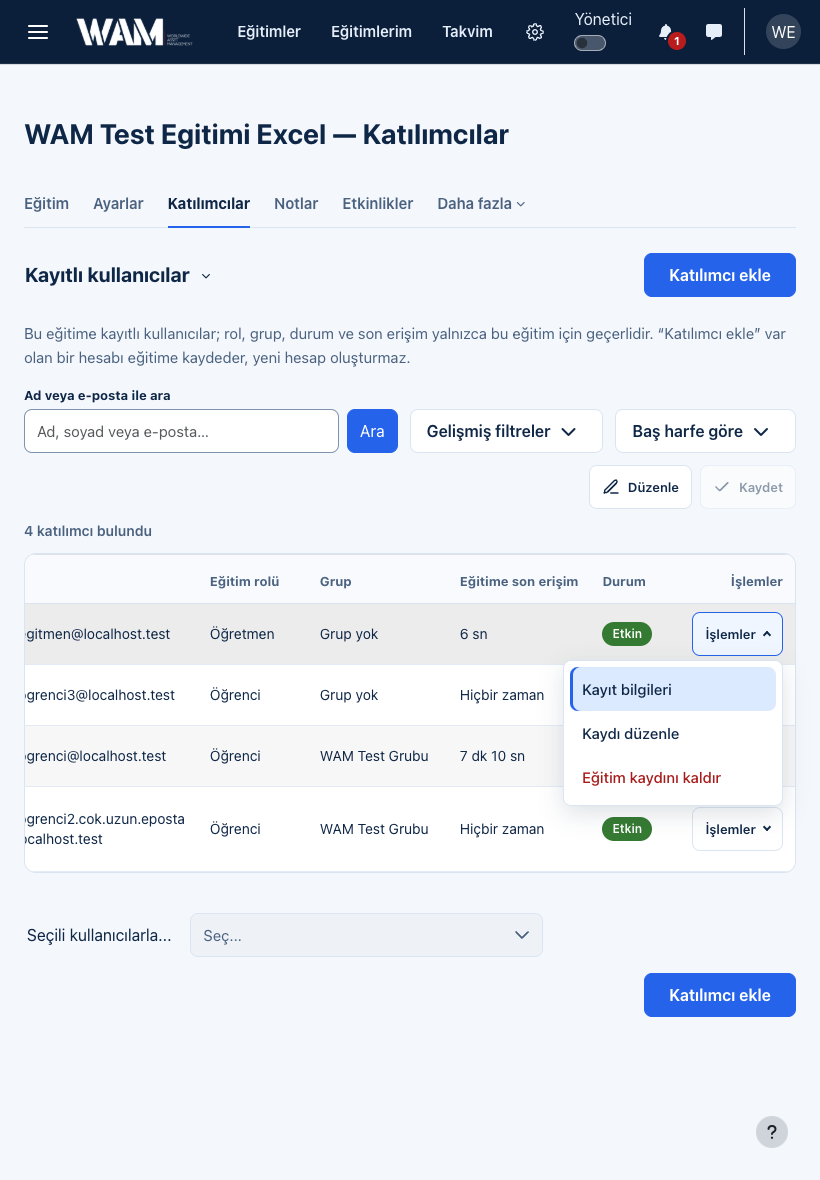 WAM WORLDWIDE ASSET MANAGEMENT
Eğitimler
Eğitimlerim
Takvim
Yönetici
1
WE
WAM Test Egitimi Excel — Katılımcılar
Eğitim
Ayarlar
Katılımcılar
Notlar
Etkinlikler
Daha fazla
Kayıtlı kullanıcılar
Katılımcı ekle
Bu eğitime kayıtlı kullanıcılar; rol, grup, durum ve son erişim yalnızca bu eğitim için geçerlidir. “Katılımcı ekle” var
olan bir hesabı eğitime kaydeder, yeni hesap oluşturmaz.
Ad veya e-posta ile ara
Ad, soyad veya e-posta...
Ara
Gelişmiş filtreler
Baş harfe göre
Düzenle
Kaydet
4 katılımcı bulundu
Eğitim rolü
Grup
Eğitime son erişim
Durum
İşlemler
egitmen@localhost.test
Öğretmen
Grup yok
6 sn
Etkin
İşlemler
ogrenci3@localhost.test
Öğrenci
Grup yok
Hiçbir zaman
Kayıt bilgileri
Kaydı düzenle
Eğitim kaydını kaldır
ogrenci@localhost.test
Öğrenci
WAM Test Grubu
7 dk 10 sn
ogrenci2.cok.uzun.eposta
ocalhost.test
Öğrenci
WAM Test Grubu
Hiçbir zaman
Etkin
İşlemler
Seçili kullanıcılarla...
Seç...
Katılımcı ekle
?